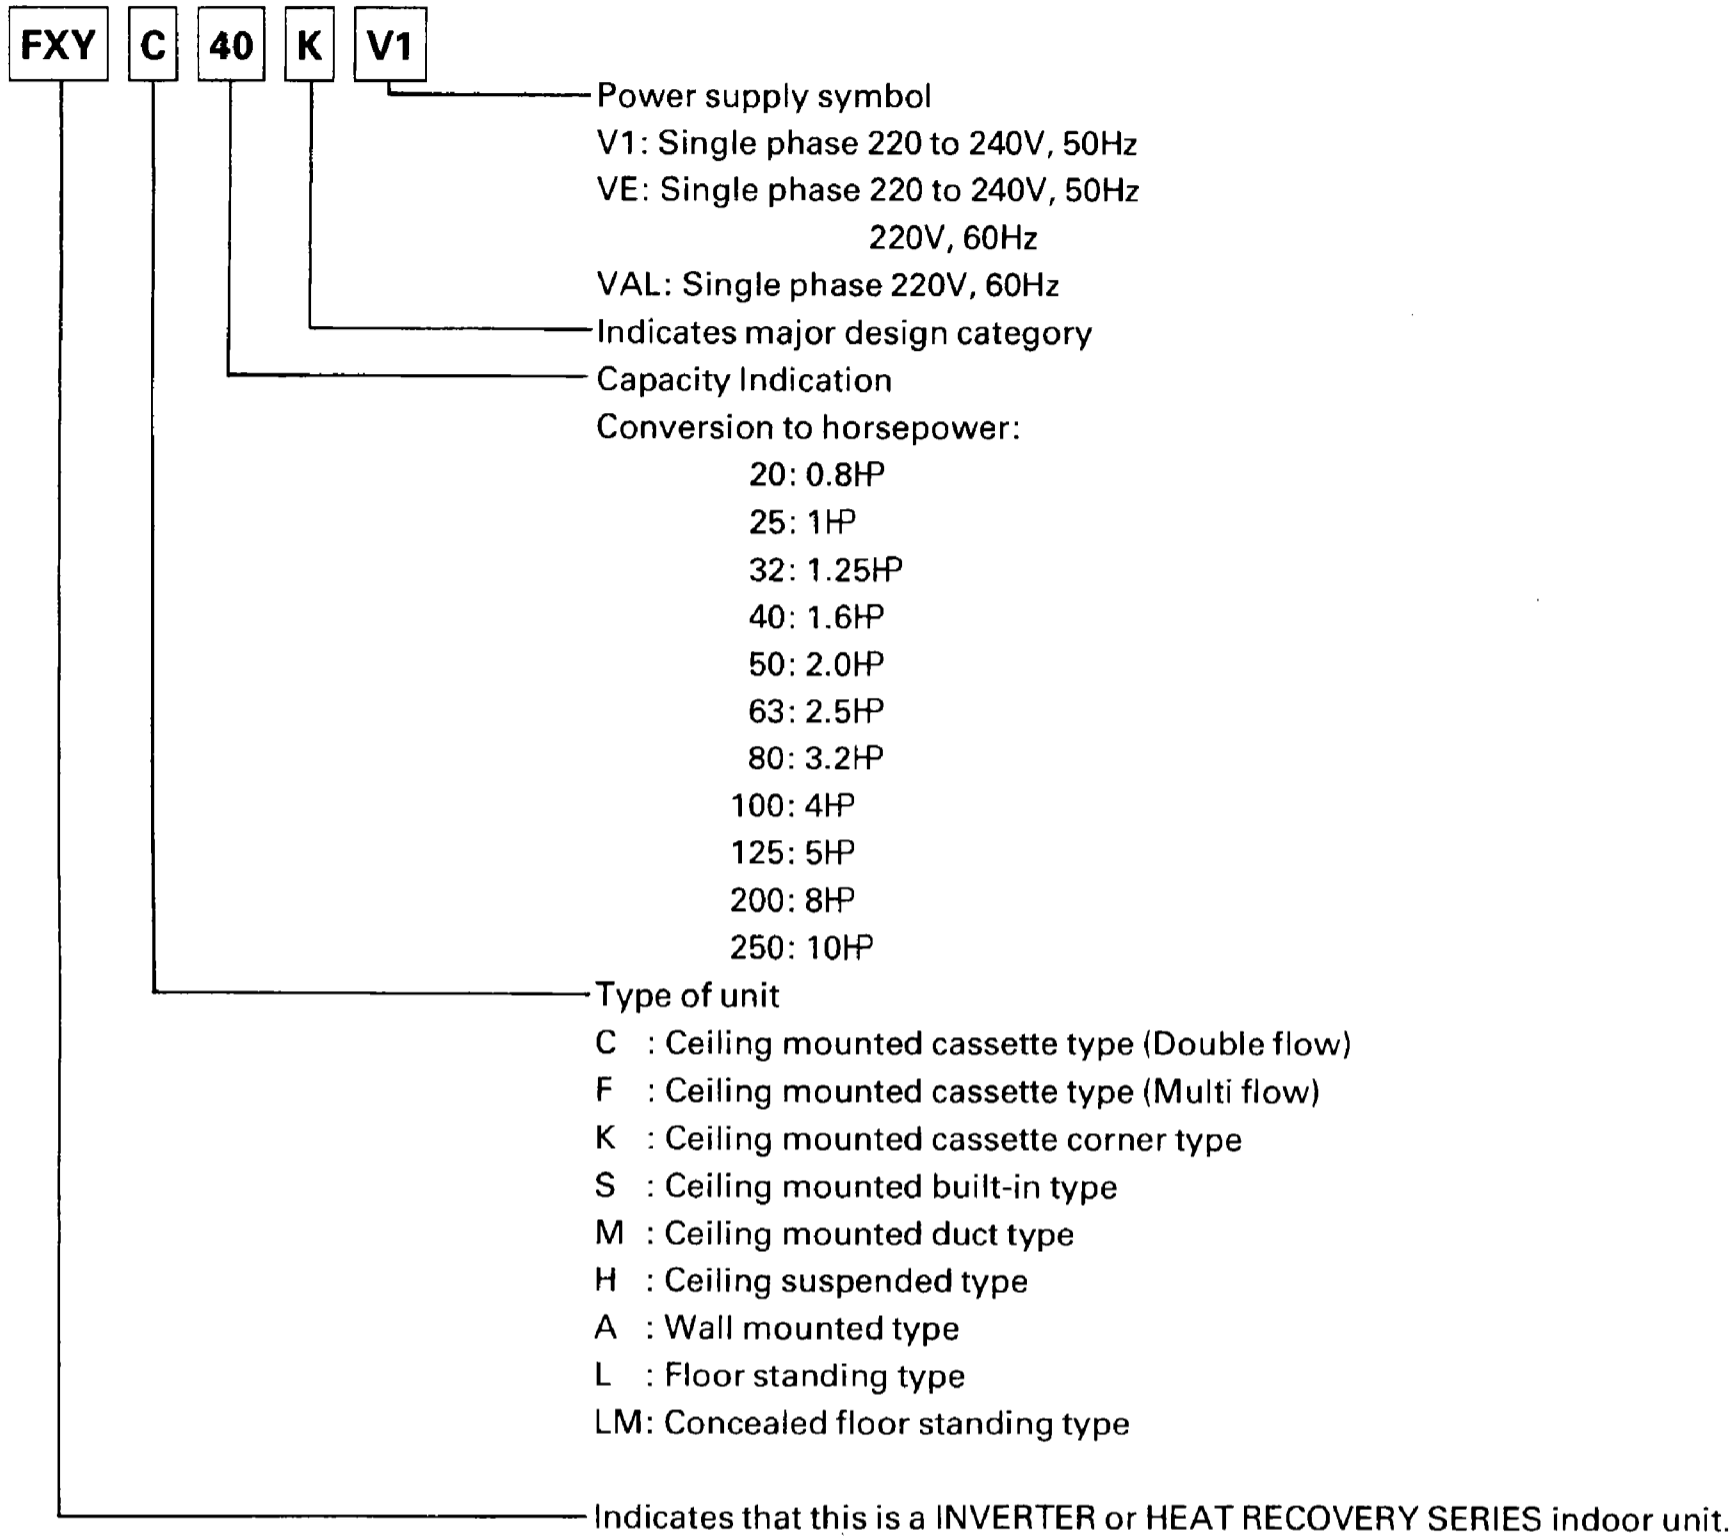 FXY C 40 K V1
Power supply symbol
V1: Single phase 220 to 240V, 50Hz
VE: Single phase 220 to 240V, 50Hz
220V, 60Hz
VAL: Single phase 220V, 60Hz
Indicates major design category
Capacity Indication
Conversion to horsepower:
20: 0.8HP
25: 1HP
32: 1.25HP
40: 1.6HP
50: 2.0HP
63: 2.5HP
80: 3.2HP
100: 4HP
125: 5HP
200: 8HP
250: 10HP
Type of unit
C : Ceiling mounted cassette type (Double flow)
F : Ceiling mounted cassette type (Multi flow)
K : Ceiling mounted cassette corner type
S : Ceiling mounted built-in type
M : Ceiling mounted duct type
H : Ceiling suspended type
A : Wall mounted type
L : Floor standing type
LM: Concealed floor standing type
Indicates that this is a INVERTER or HEAT RECOVERY SERIES indoor unit.